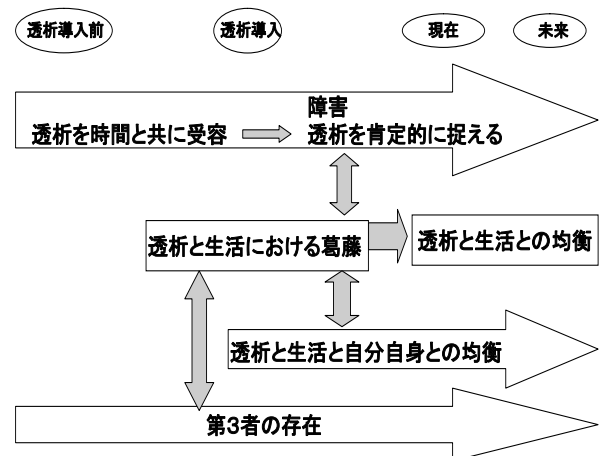 透析導入前
透析導入
現在
未来
障害
透析を時間と共に受容
透析を肯定的に捉える
透析と生活における葛藤
透析と生活との均衡
透析と生活と自分自身との均衡
第3者の存在